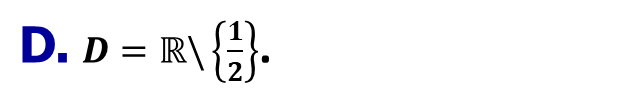 D. D = ℝ\{1/2}.